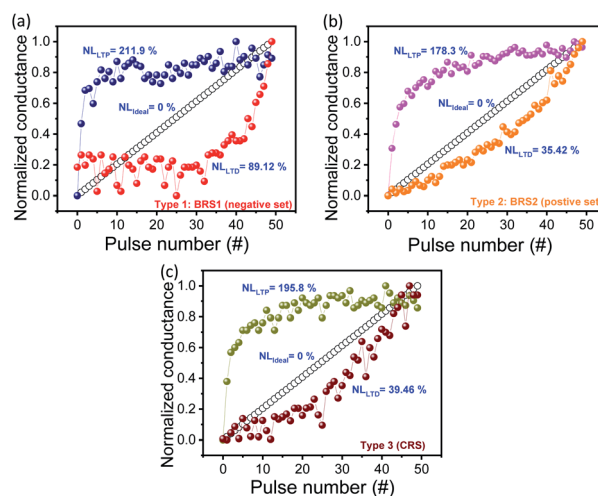 (a)
Normalized conductance
1.0
0.8
0.6
0.4
0.2
0.0
NL_LTP = 211.9 %
NL_Ideal = 0 %
NL_LTD = 89.12 %
Type 1: BRS1 (negative set)
0 10 20 30 40 50
Pulse number (#)
(b)
Normalized conductance
1.0
0.8
0.6
0.4
0.2
0.0
NL_LTP = 178.3 %
NL_Ideal = 0 %
NL_LTD = 35.42 %
Type 2: BRS2 (postive set)
0 10 20 30 40 50
Pulse number (#)
(c)
Normalized conductance
1.0
0.8
0.6
0.4
0.2
0.0
NL_LTP = 195.8 %
NL_Ideal = 0 %
NL_LTD = 39.46 %
Type 3 (CRS)
0 10 20 30 40 50
Pulse number (#)